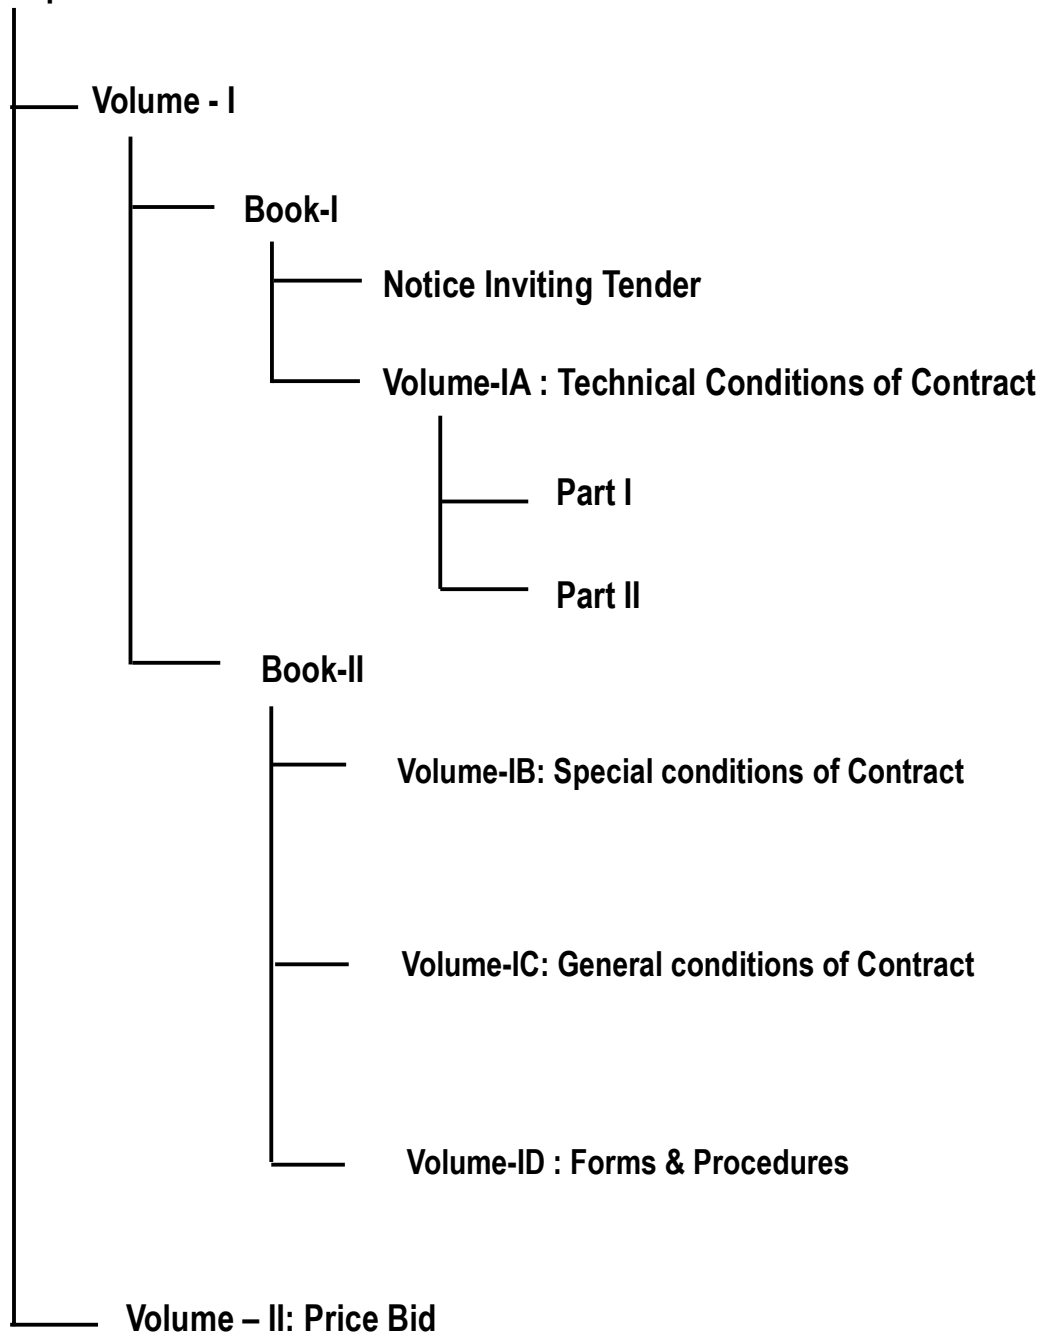 Volume - I
Book-I
Notice Inviting Tender
Volume-IA : Technical Conditions of Contract
Part I
Part II
Book-II
Volume-IB: Special conditions of Contract
Volume-IC: General conditions of Contract
Volume-ID : Forms & Procedures
Volume – II: Price Bid